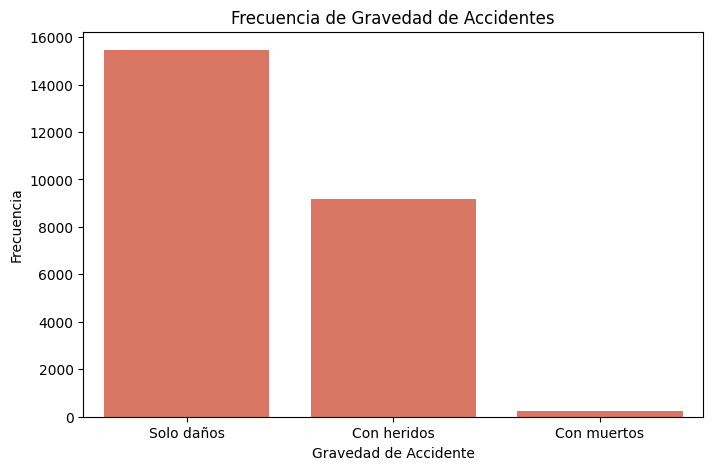 Frecuencia de Gravedad de Accidentes
16000
14000
12000
10000
8000
6000
4000
2000
0
Frecuencia
Solo daños
Con heridos
Con muertos
Gravedad de Accidente